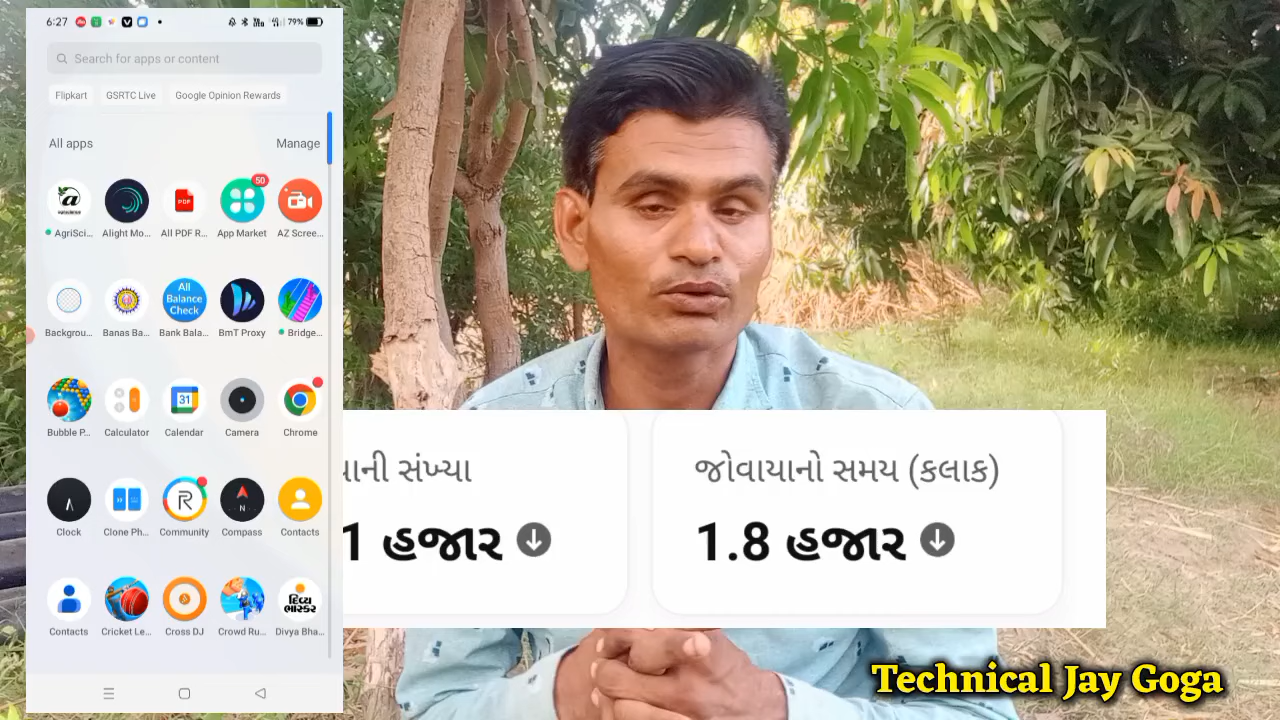 6:27
79%
Search for apps or content
Flipkart
GSRTC Live
Google Opinion Rewards
All apps
Manage
50
PDF
AgriSci...
Alight Mo...
All PDF R...
App Market
AZ Scree...
All
Balance
Check
Backgrou...
Banas Ba...
Bank Bala...
BmT Proxy
Bridge...
31
Bubble P...
Calculator
Calendar
Camera
Chrome
N
Clock
Clone Ph...
Community
Compass
Contacts
દિવ્ય
ભાસ્કર
Contacts
Cricket Le...
Cross DJ
Crowd Ru...
Divya Bha...
સંખ્યા
1 હજાર
જોવાયાનો સમય (કલાક)
1.8 હજાર
Technical Jay Goga